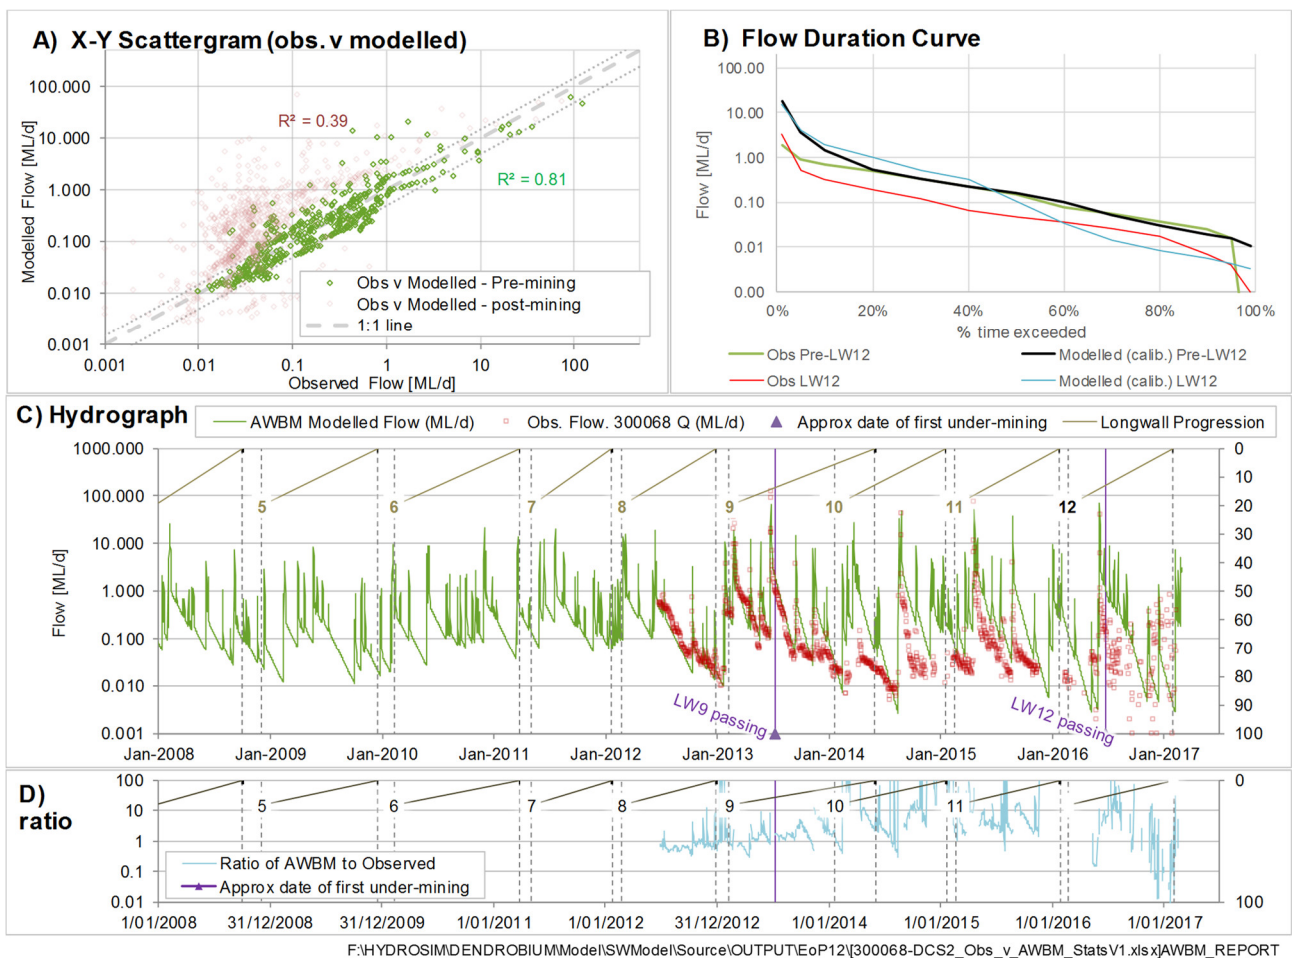 A) X-Y Scattergram (obs. v modelled)
Modelled Flow [ML/d]
100.000
10.000
1.000
0.100
0.010
0.001
R² = 0.39
R² = 0.81
Obs v Modelled - Pre-mining
Obs v Modelled - post-mining
1:1 line
0.001
0.01
0.1
1
10
100
Observed Flow [ML/d]
B) Flow Duration Curve
Flow [ML/d]
100.00
10.00
1.00
0.10
0.01
0.00
0%
20%
40%
60%
80%
100%
% time exceeded
Obs Pre-LW12
Modelled (calib.) Pre-LW12
Obs LW12
Modelled (calib.) LW12
C) Hydrograph
AWBM Modelled Flow (ML/d)
Obs. Flow. 300068 Q (ML/d)
Approx date of first under-mining
Longwall Progression
Flow [ML/d]
1000.000
100.000
10.000
1.000
0.100
0.010
0.001
5
6
7
8
9
10
11
12
LW9 passing
LW12 passing
0
10
20
30
40
50
60
70
80
90
100
Jan-2008
Jan-2009
Jan-2010
Jan-2011
Jan-2012
Jan-2013
Jan-2014
Jan-2015
Jan-2016
Jan-2017
D)
ratio
100
10
1
0.1
0.01
5
6
7
8
9
10
11
0
100
Ratio of AWBM to Observed
Approx date of first under-mining
1/01/2008
31/12/2008
31/12/2009
1/01/2011
1/01/2012
31/12/2012
1/01/2014
1/01/2015
1/01/2016
1/01/2017
F:\HYDROSIM\DENDROBIUM\Model\SWModel\Source\OUTPUT\EoP12\[300068-DCS2_Obs_v_AWBM_StatsV1.xlsx]AWBM_REPORT